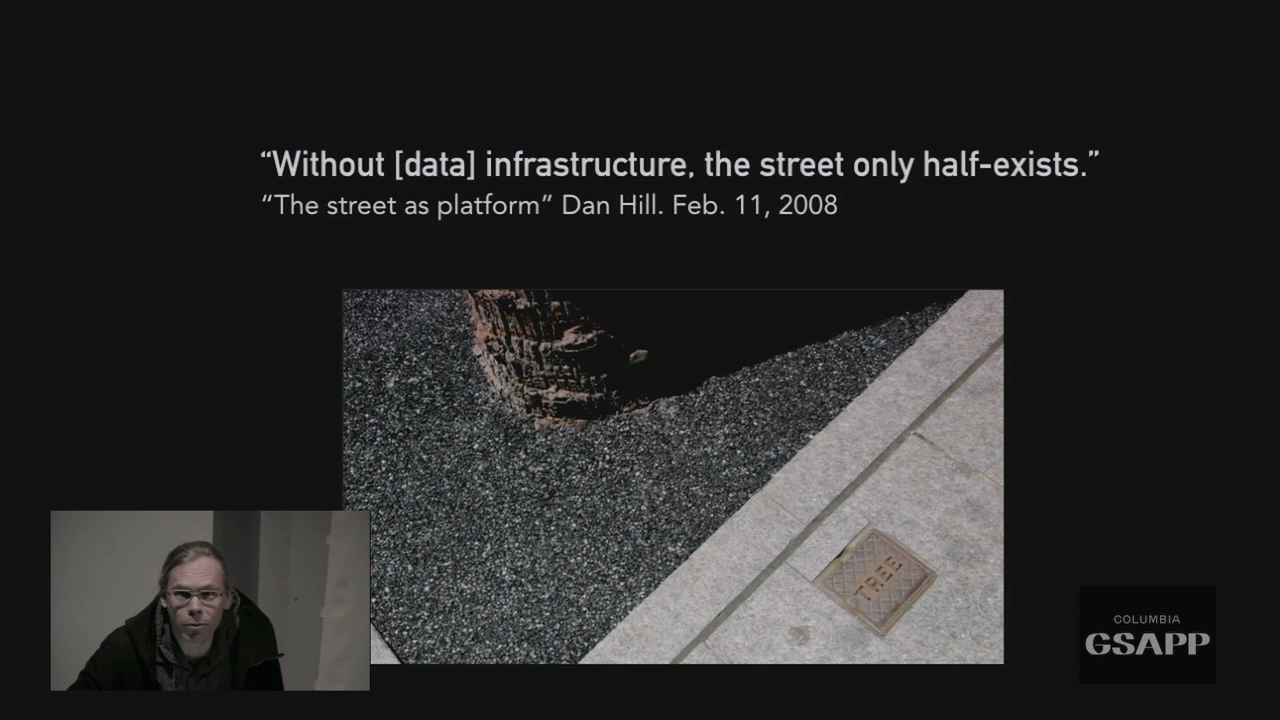 “Without [data] infrastructure, the street only half-exists.”
“The street as platform” Dan Hill. Feb. 11, 2008
TREE
COLUMBIA
GSAPP